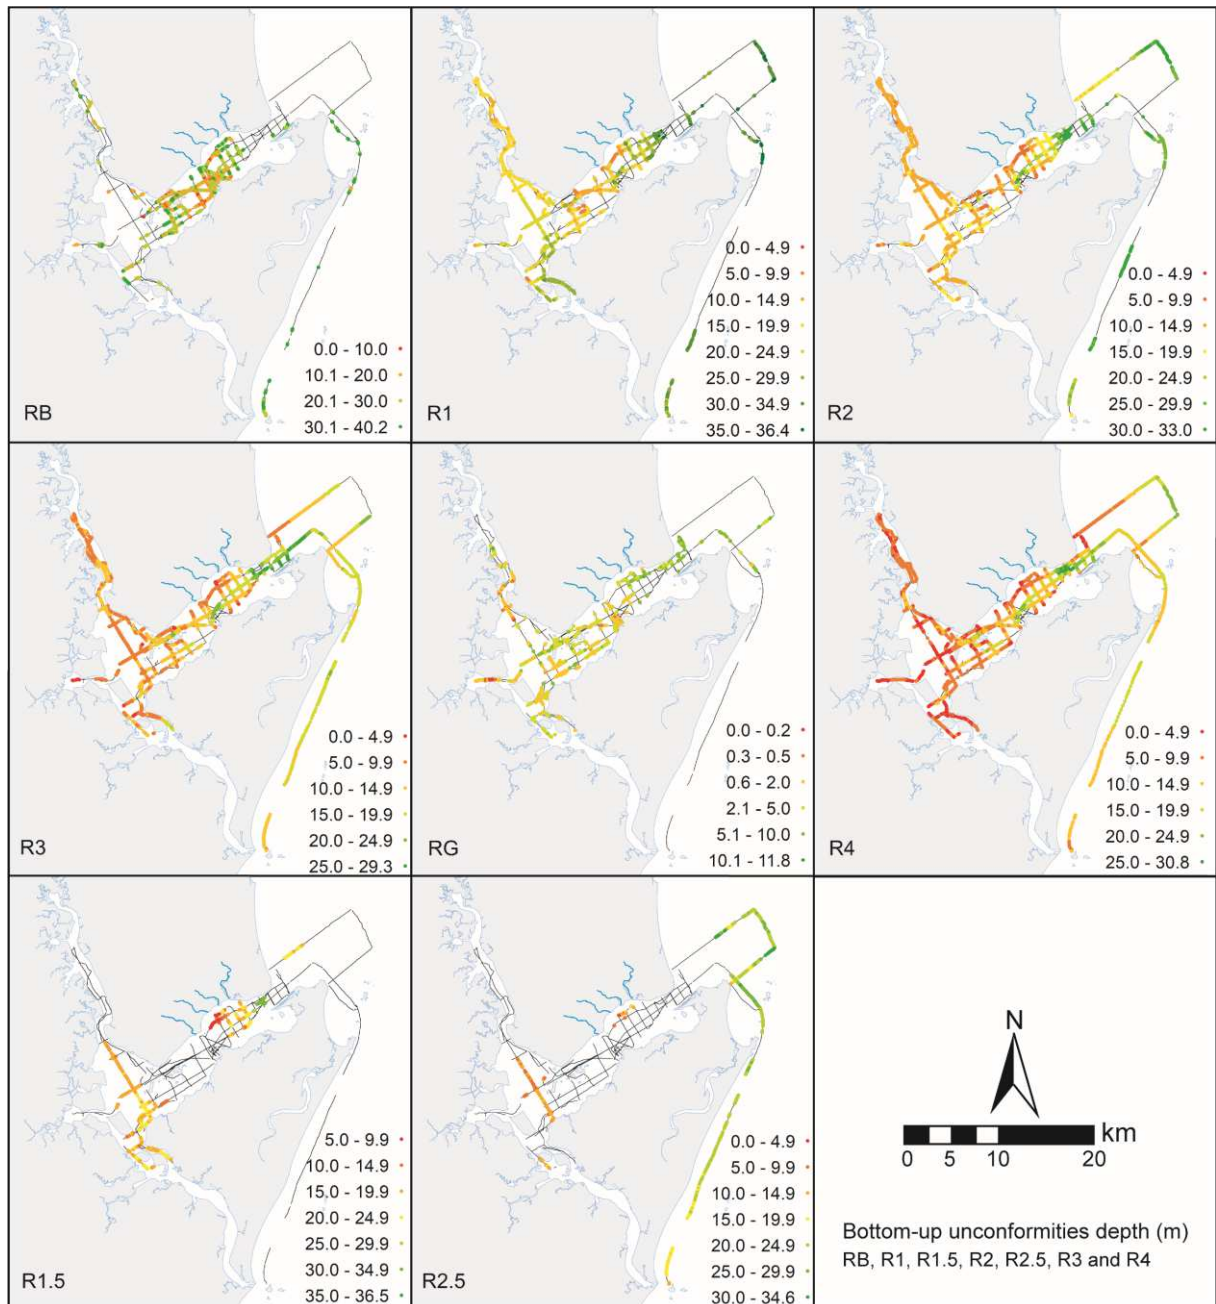 0.0 - 10.0
10.1 - 20.0
20.1 - 30.0
30.1 - 40.2
RB
0.0 - 4.9
5.0 - 9.9
10.0 - 14.9
15.0 - 19.9
20.0 - 24.9
25.0 - 29.9
30.0 - 34.9
35.0 - 36.4
R1
0.0 - 4.9
5.0 - 9.9
10.0 - 14.9
15.0 - 19.9
20.0 - 24.9
25.0 - 29.9
30.0 - 33.0
R2
0.0 - 4.9
5.0 - 9.9
10.0 - 14.9
15.0 - 19.9
20.0 - 24.9
25.0 - 29.3
R3
0.0 - 0.2
0.3 - 0.5
0.6 - 2.0
2.1 - 5.0
5.1 - 10.0
10.1 - 11.8
RG
0.0 - 4.9
5.0 - 9.9
10.0 - 14.9
15.0 - 19.9
20.0 - 24.9
25.0 - 30.8
R4
5.0 - 9.9
10.0 - 14.9
15.0 - 19.9
20.0 - 24.9
25.0 - 29.9
30.0 - 34.9
35.0 - 36.5
R1.5
0.0 - 4.9
5.0 - 9.9
10.0 - 14.9
15.0 - 19.9
20.0 - 24.9
25.0 - 29.9
30.0 - 34.6
R2.5
N
km
0 5 10 20
Bottom-up unconformities depth (m)
RB, R1, R1.5, R2, R2.5, R3 and R4